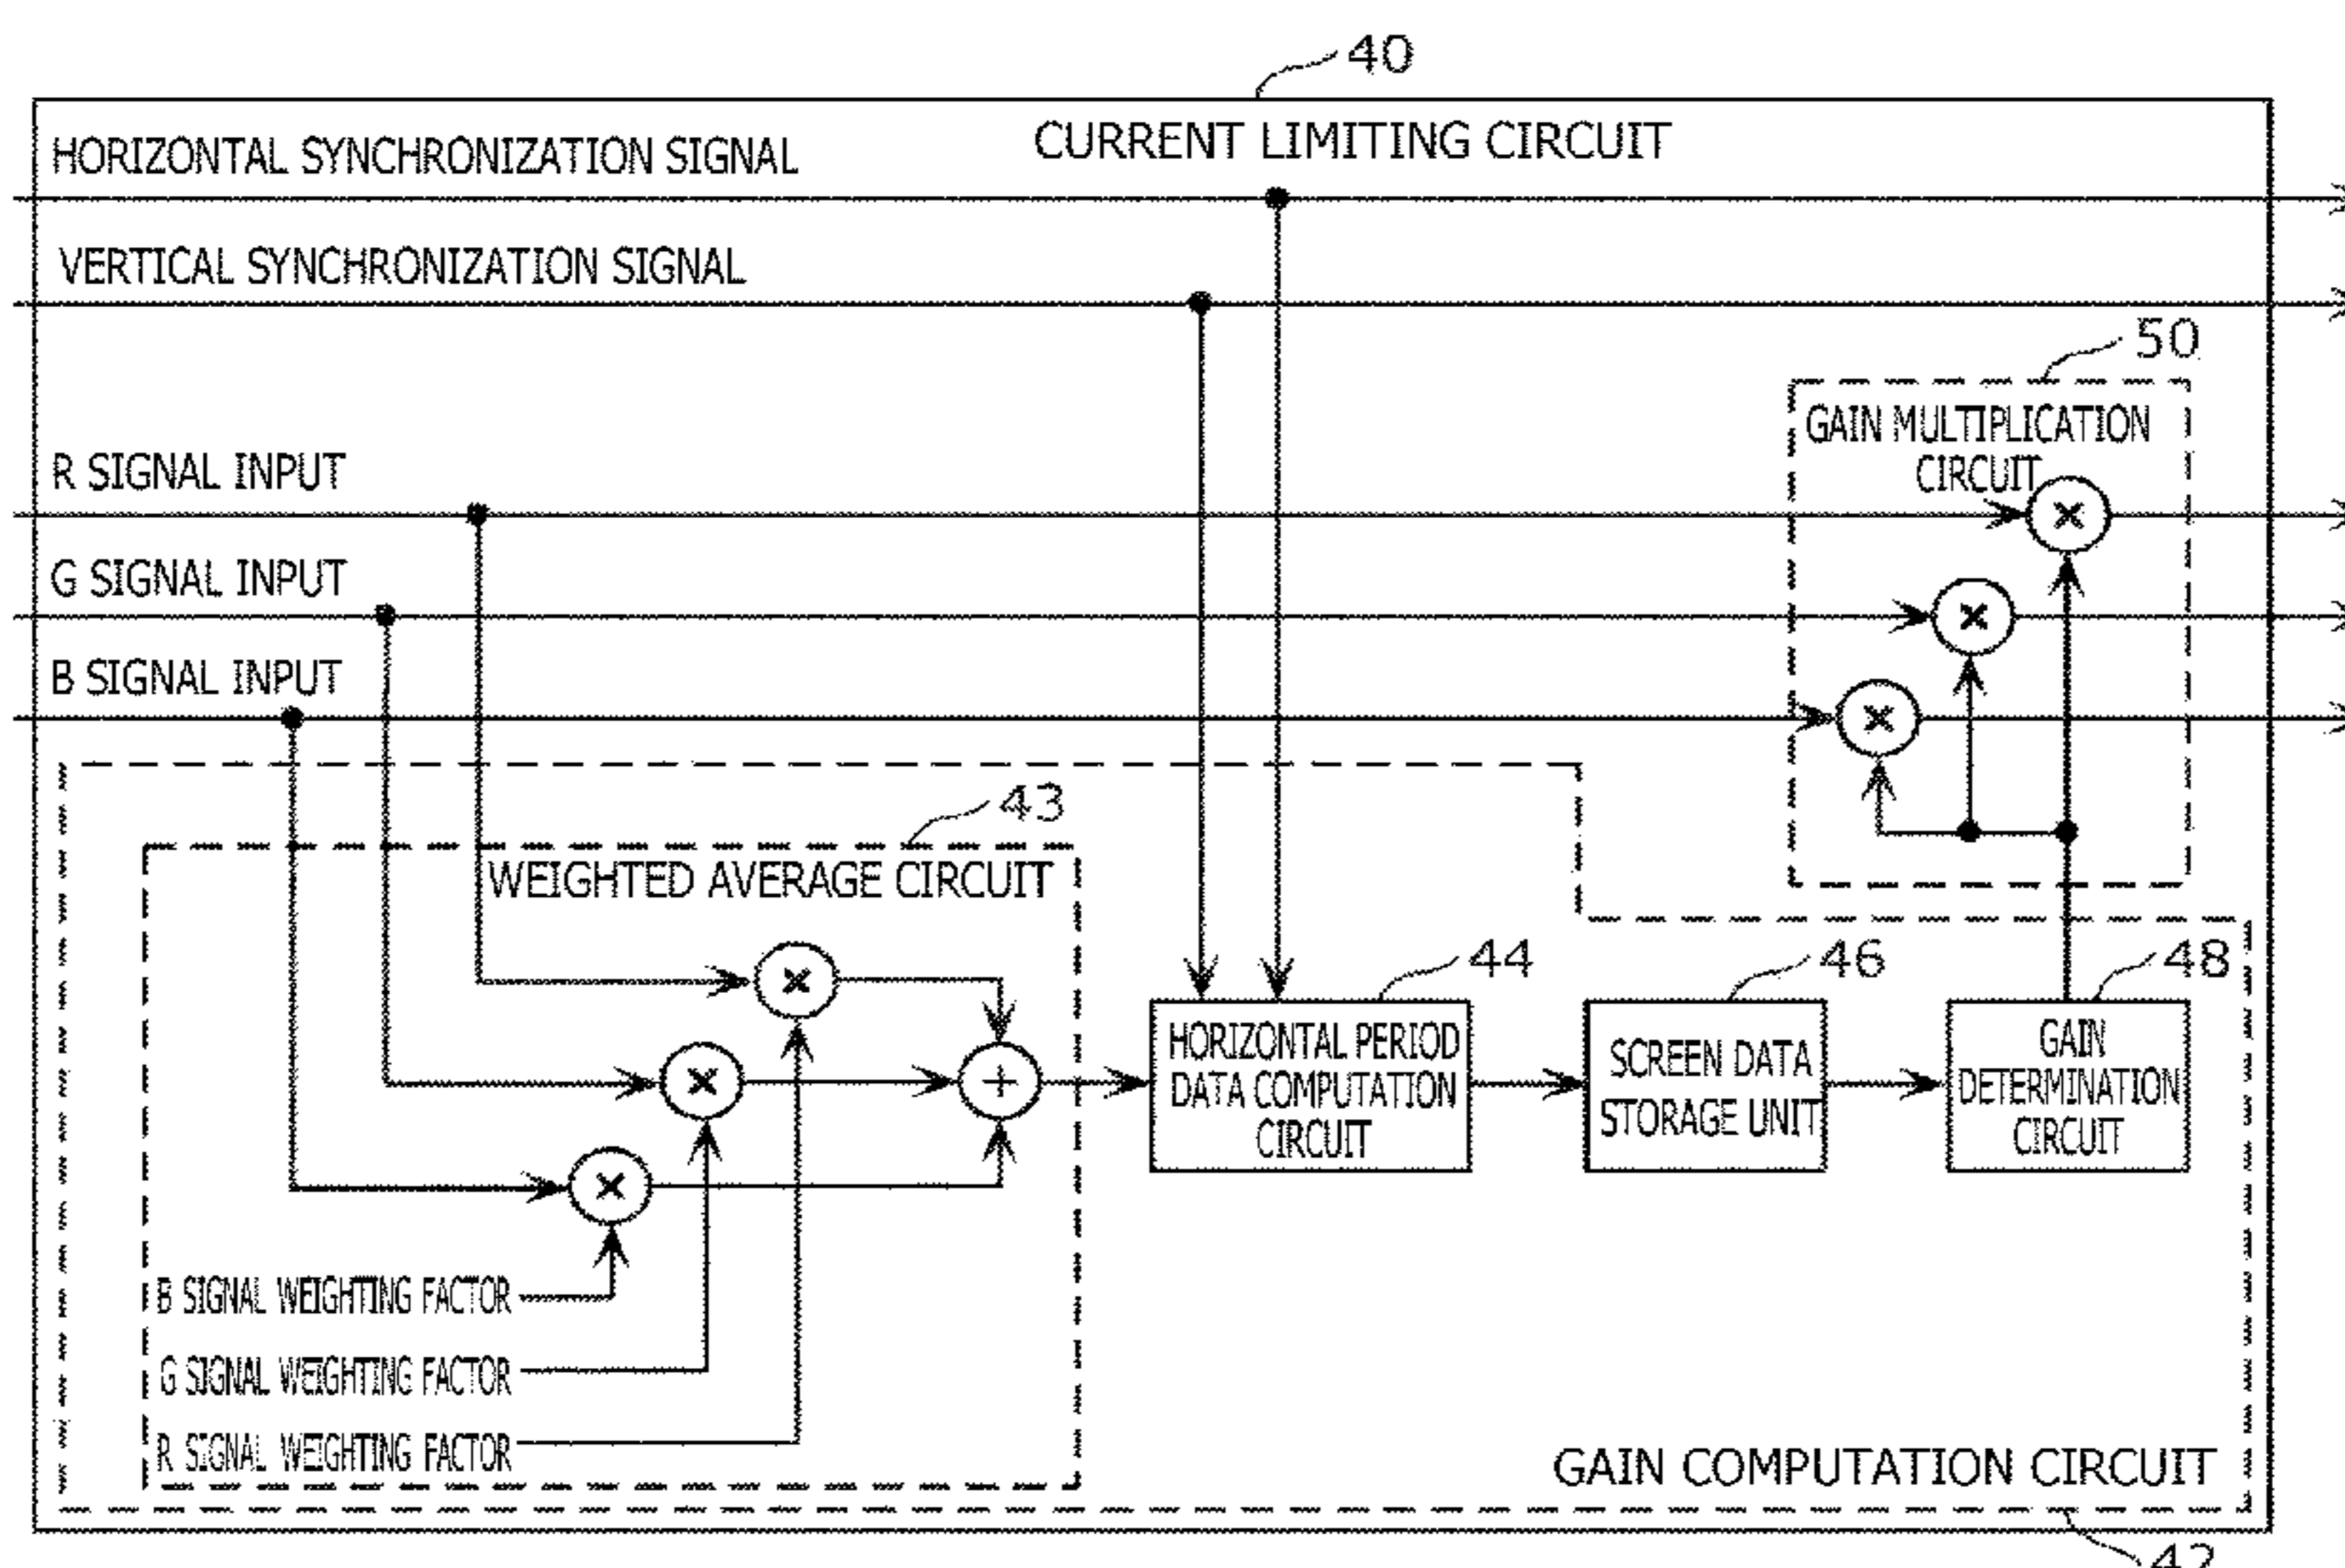 40
HORIZONTAL SYNCHRONIZATION SIGNAL
CURRENT LIMITING CIRCUIT
VERTICAL SYNCHRONIZATION SIGNAL
50
GAIN MULTIPLICATION
CIRCUIT
R SIGNAL INPUT
G SIGNAL INPUT
B SIGNAL INPUT
43
WEIGHTED AVERAGE CIRCUIT
44
46
48
HORIZONTAL PERIOD
DATA COMPUTATION
CIRCUIT
SCREEN DATA
STORAGE UNIT
GAIN
DETERMINATION
CIRCUIT
B SIGNAL WEIGHTING FACTOR
G SIGNAL WEIGHTING FACTOR
R SIGNAL WEIGHTING FACTOR
GAIN COMPUTATION CIRCUIT
42